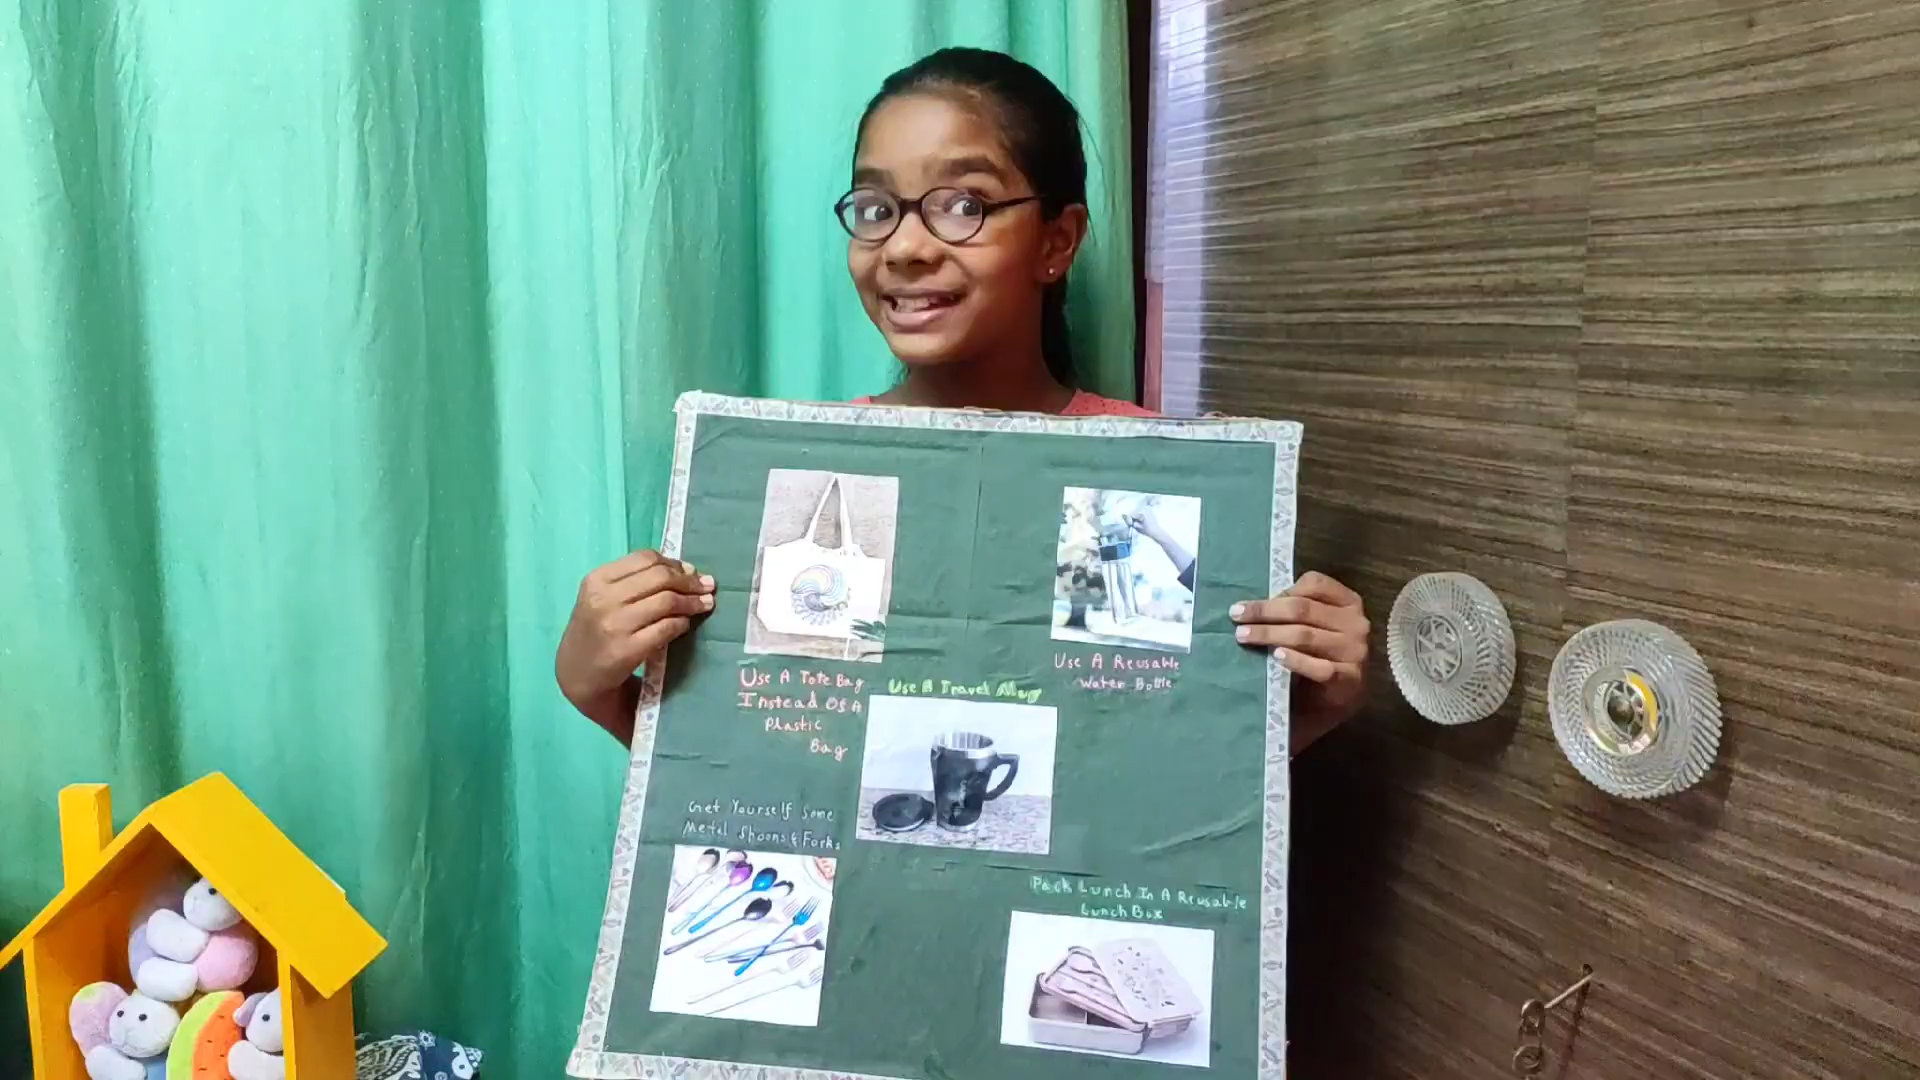 Use A Tote Bag
Instead Of A
Plastic
Bag
Use A Reusable
Water Bottle
Use A Travel Mug
Get Yourself Some
Metal Spoons & Forks
Pack Lunch In A Reusable
Lunch Box